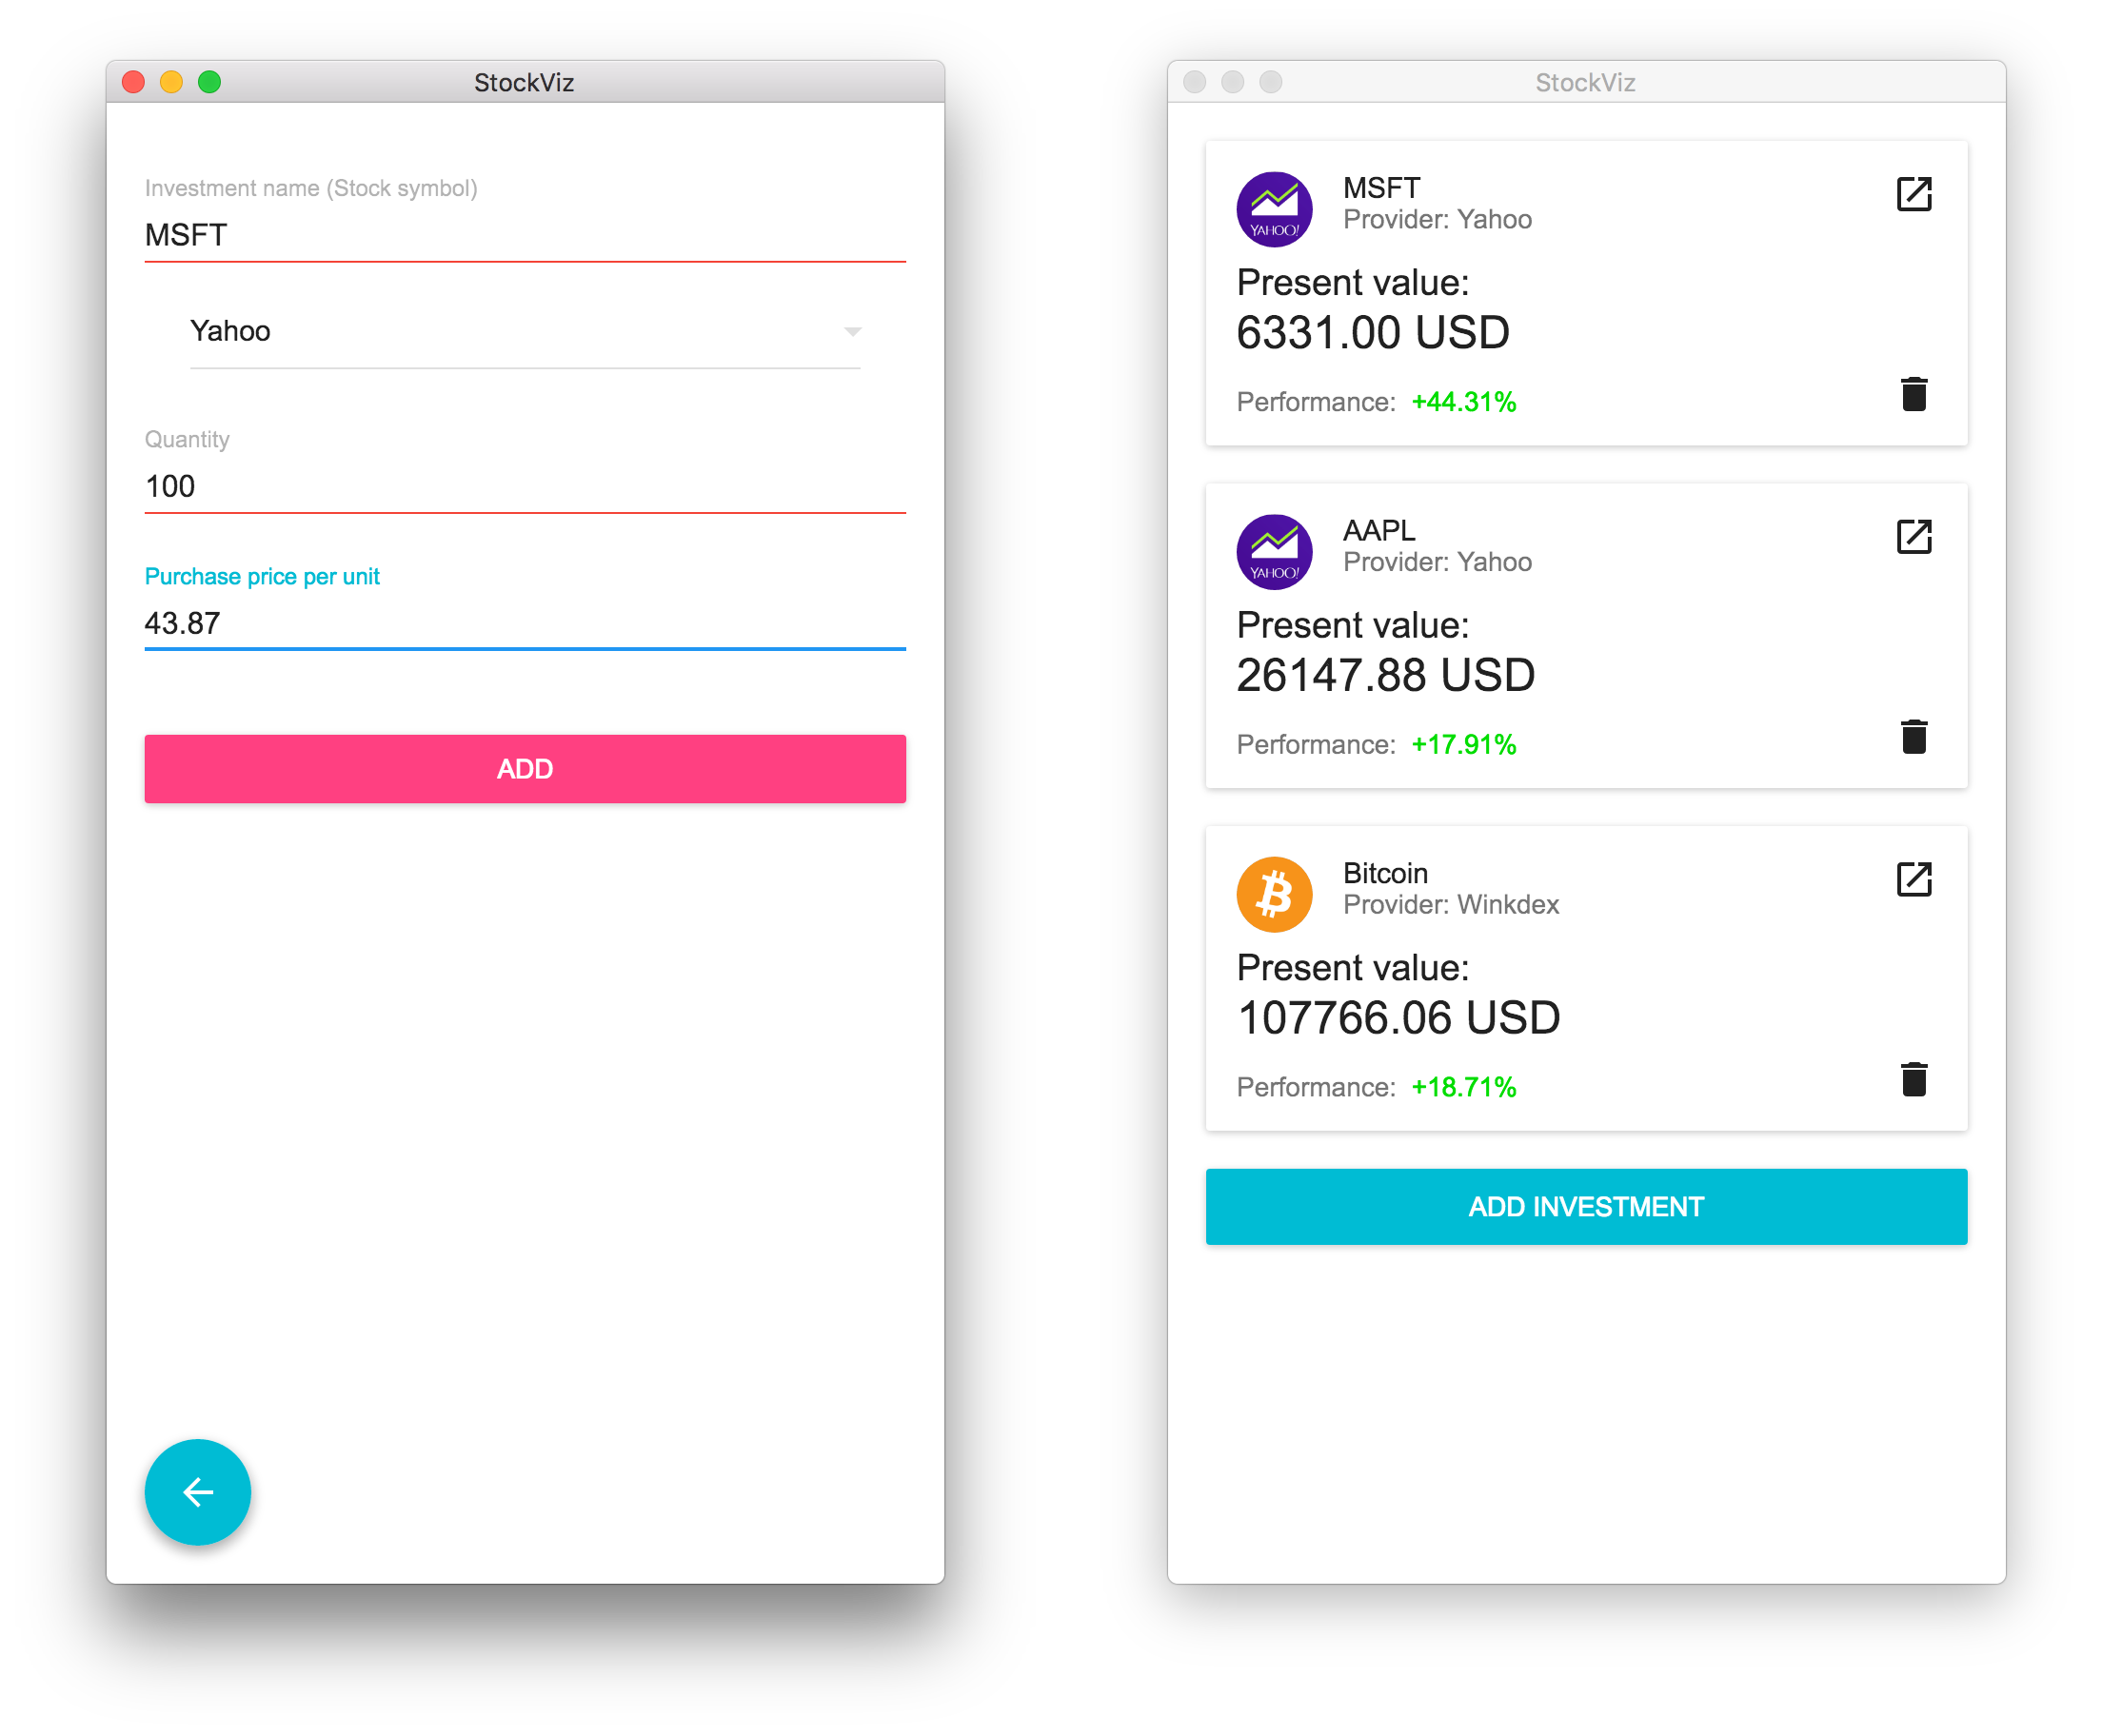 StockViz
Investment name (Stock symbol)
MSFT
Yahoo
Quantity
100
Purchase price per unit
43.87
ADD
StockViz
YAHOO!
MSFT
Provider: Yahoo
Present value:
6331.00 USD
Performance: +44.31%
YAHOO!
AAPL
Provider: Yahoo
Present value:
26147.88 USD
Performance: +17.91%
Bitcoin
Provider: Winkdex
Present value:
107766.06 USD
Performance: +18.71%
ADD INVESTMENT